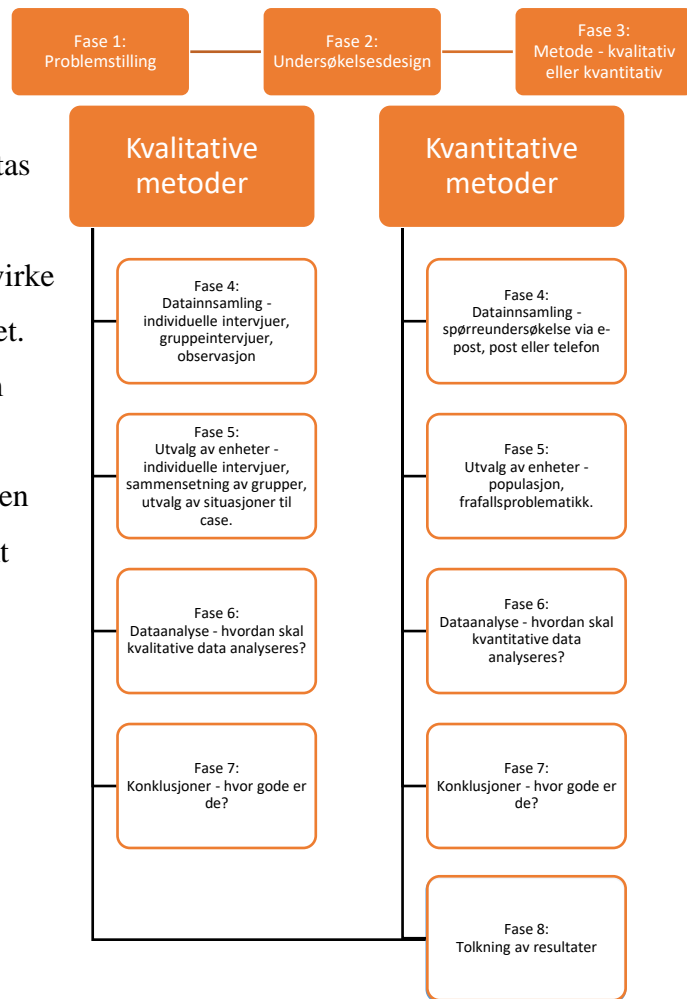 Fase 1:
Problemstilling
Fase 2:
Undersøkelsesdesign
Fase 3:
Metode - kvalitativ
eller kvantitativ
tas
virke
et.
n
en
t
Kvalitative
metoder
Fase 4:
Datainnsamling -
individuelle intervjuer,
gruppeintervjuer,
observasjon
Fase 5:
Utvalg av enheter -
individuelle intervjuer,
sammensetning av grupper,
utvalg av situasjoner til
case.
Fase 6:
Dataanalyse - hvordan skal
kvalitative data analyseres?
Fase 7:
Konklusjoner - hvor gode er
de?
Kvantitative
metoder
Fase 4:
Datainnsamling -
spørreundersøkelse via e-
post, post eller telefon
Fase 5:
Utvalg av enheter -
populasjon,
frafallsproblematikk.
Fase 6:
Dataanalyse - hvordan skal
kvantitative data
analyseres?
Fase 7:
Konklusjoner - hvor gode er
de?
Fase 8:
Tolkning av resultater